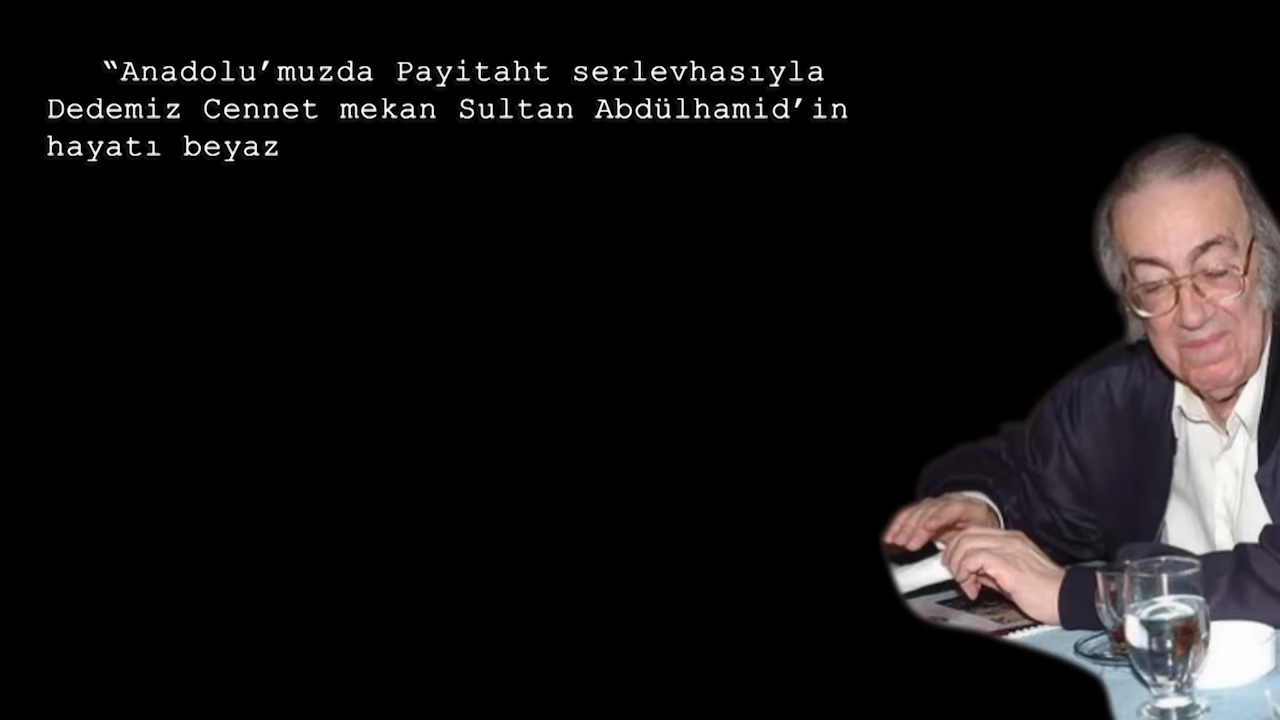 “Anadolu’muzda Payitaht serlevhasıyla
Dedemiz Cennet mekan Sultan Abdülhamid’in
hayatı beyaz